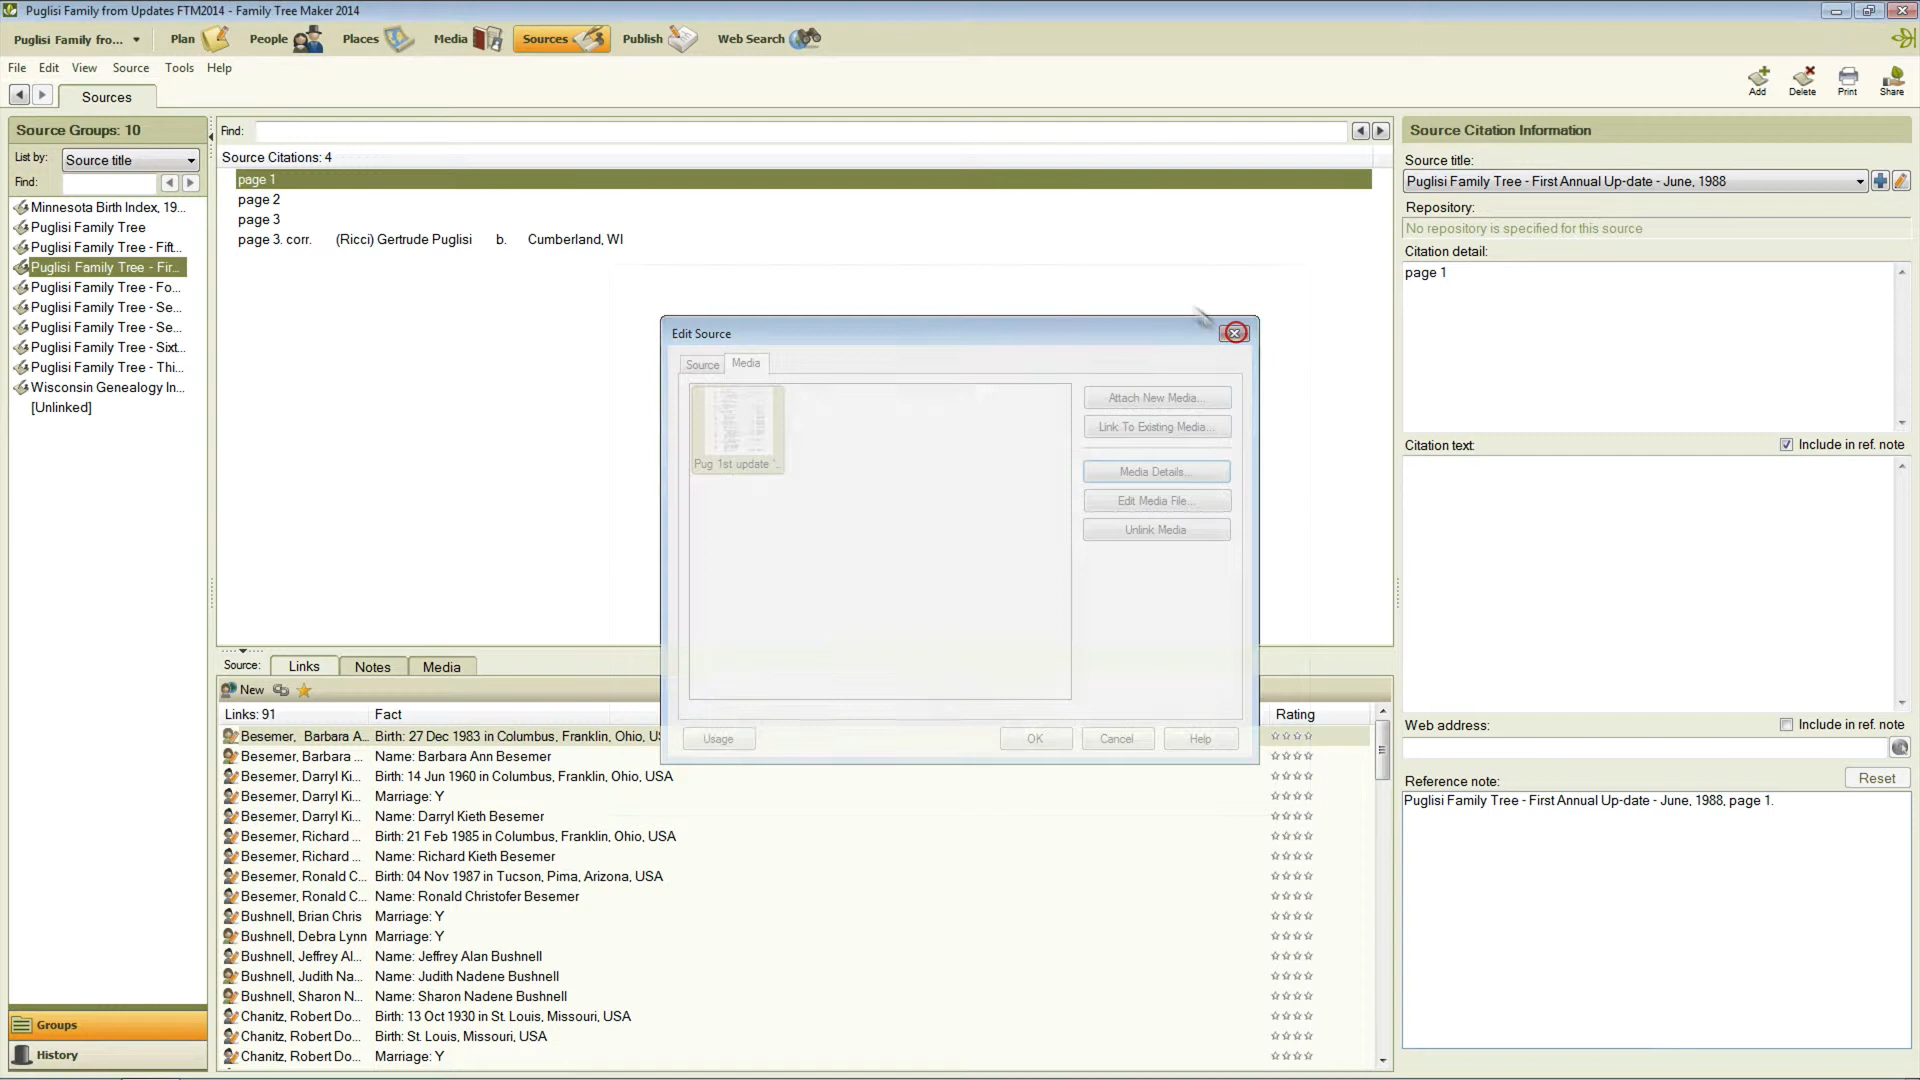 Puglisi Family from Updates FTM2014 - Family Tree Maker 2014
Puglisi Family fro... Plan People Places Media Sources Publish Web Search
File Edit View Source Tools Help
Sources
Add Delete Print Share
Source Groups: 10
List by: Source title
Find:
Minnesota Birth Index, 19...
Puglisi Family Tree
Puglisi Family Tree - Fift...
Puglisi Family Tree - Fir...
Puglisi Family Tree - Fo...
Puglisi Family Tree - Se...
Puglisi Family Tree - Se...
Puglisi Family Tree - Sixt...
Puglisi Family Tree - Thi...
Wisconsin Genealogy In...
[Unlinked]
Groups
History
Find:
Source Citations: 4
page 1
page 2
page 3
page 3. corr. (Ricci) Gertrude Puglisi b. Cumberland, WI
Edit Source
Source Media
Pug 1st update '...
Attach New Media...
Link To Existing Media...
Media Details...
Edit Media File...
Unlink Media
Usage OK Cancel Help
Source: Links Notes Media
New
Links: 91 Fact Rating
Besemer, Barbara A... Birth: 27 Dec 1983 in Columbus, Franklin, Ohio, US
Besemer, Barbara ... Name: Barbara Ann Besemer
Besemer, Darryl Ki... Birth: 14 Jun 1960 in Columbus, Franklin, Ohio, USA
Besemer, Darryl Ki... Marriage: Y
Besemer, Darryl Ki... Name: Darryl Kieth Besemer
Besemer, Richard ... Birth: 21 Feb 1985 in Columbus, Franklin, Ohio, USA
Besemer, Richard ... Name: Richard Kieth Besemer
Besemer, Ronald C... Birth: 04 Nov 1987 in Tucson, Pima, Arizona, USA
Besemer, Ronald C... Name: Ronald Christofer Besemer
Bushnell, Brian Chris Marriage: Y
Bushnell, Debra Lynn Marriage: Y
Bushnell, Jeffrey Al... Name: Jeffrey Alan Bushnell
Bushnell, Judith Na... Name: Judith Nadene Bushnell
Bushnell, Sharon N... Name: Sharon Nadene Bushnell
Chanitz, Robert Do... Birth: 13 Oct 1930 in St. Louis, Missouri, USA
Chanitz, Robert Do... Birth: St. Louis, Missouri, USA
Chanitz, Robert Do... Marriage: Y
Source Citation Information
Source title:
Puglisi Family Tree - First Annual Up-date - June, 1988
Repository:
No repository is specified for this source
Citation detail:
page 1
Citation text: Include in ref. note
Web address: Include in ref. note
Reference note: Reset
Puglisi Family Tree - First Annual Up-date - June, 1988, page 1.